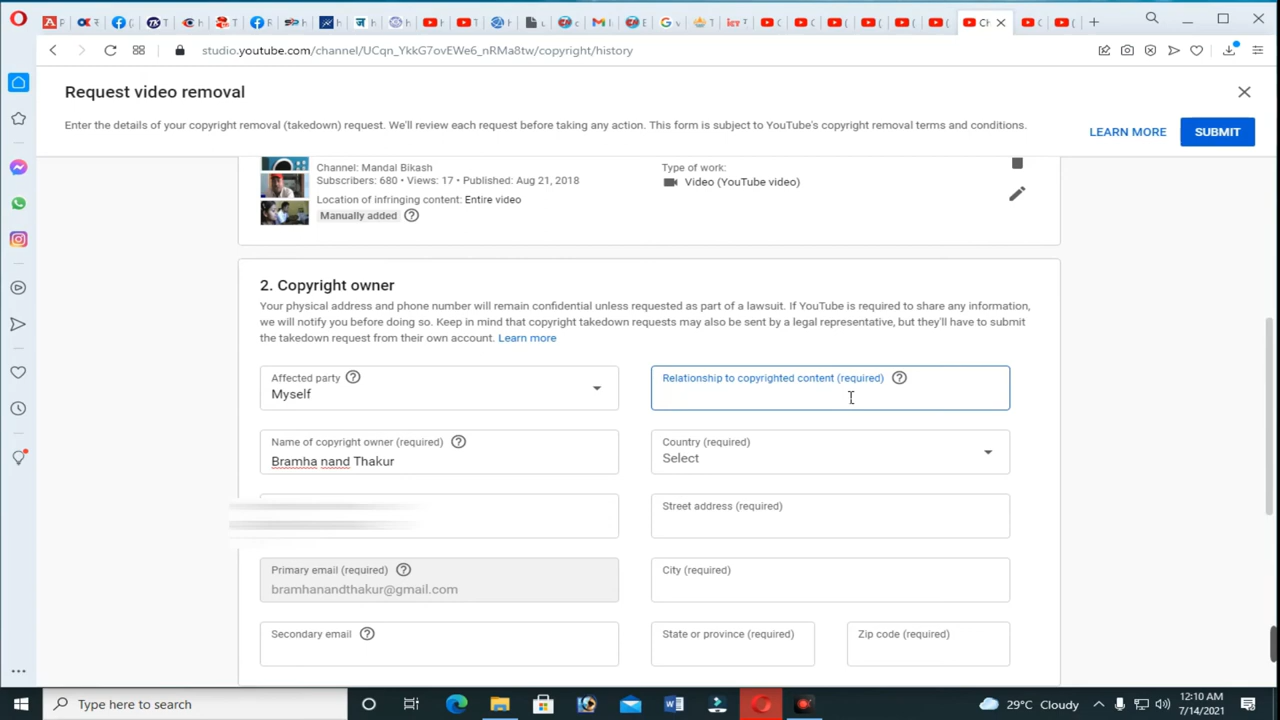 studio.youtube.com/channel/UCqn_YkkG7ovEWe6_nRMa8tw/copyright/history
Request video removal
Enter the details of your copyright removal (takedown) request. We'll review each request before taking any action. This form is subject to YouTube's copyright removal terms and conditions.
LEARN MORE
SUBMIT
Channel: Mandal Bikash
Subscribers: 680 • Views: 17 • Published: Aug 21, 2018
Location of infringing content: Entire video
Manually added
Type of work:
Video (YouTube video)
2. Copyright owner
Your physical address and phone number will remain confidential unless requested as part of a lawsuit. If YouTube is required to share any information,
we will notify you before doing so. Keep in mind that copyright takedown requests may also be sent by a legal representative, but they'll have to submit
the takedown request from their own account. Learn more
Affected party
Myself
Relationship to copyrighted content (required)
Name of copyright owner (required)
Bramha nand Thakur
Country (required)
Select
Street address (required)
Primary email (required)
bramhanandthakur@gmail.com
City (required)
Secondary email
State or province (required)
Zip code (required)
Type here to search
29°C Cloudy
12:10 AM
7/14/2021